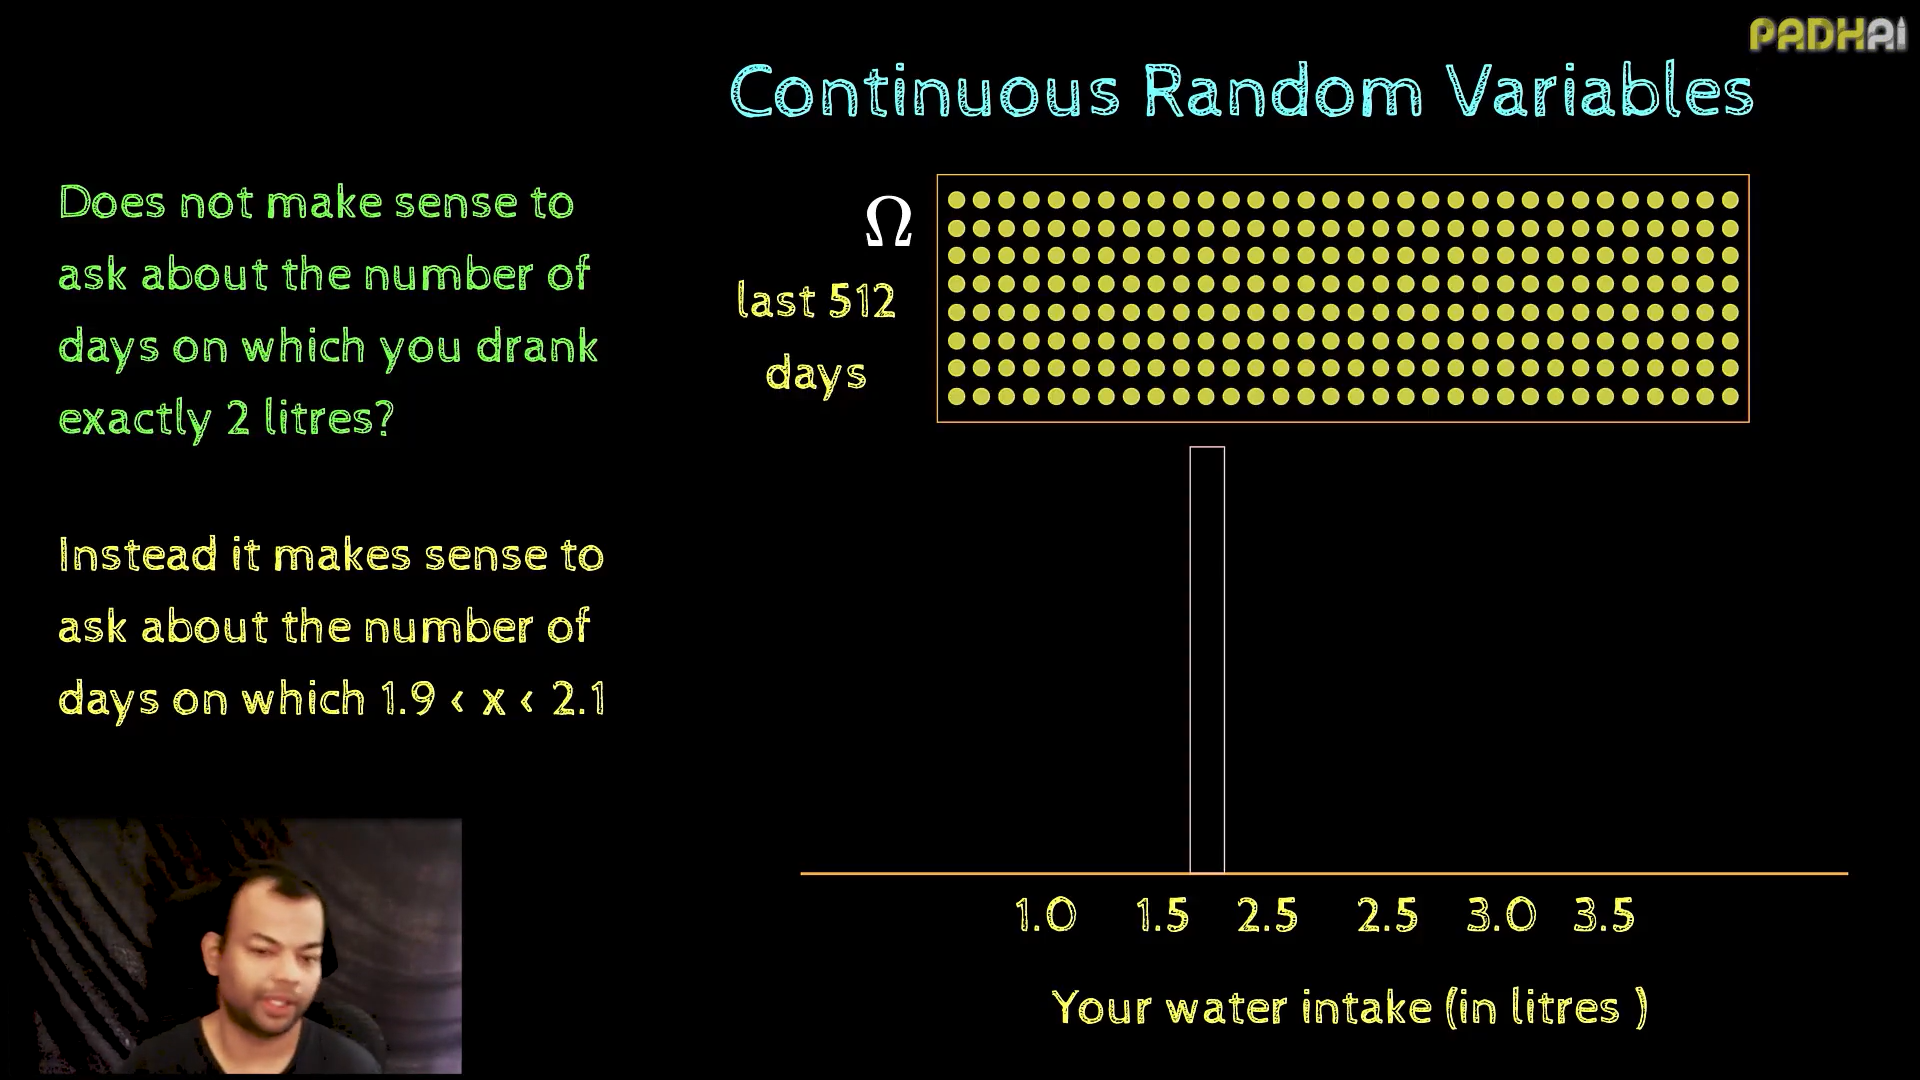 PADHAI
Continuous Random Variables
Does not make sense to
ask about the number of
days on which you drank
exactly 2 litres?
Instead it makes sense to
ask about the number of
days on which 1.9 < x < 2.1
Ω
last 512
days
1.0 1.5 2.5 2.5 3.0 3.5
Your water intake (in litres )